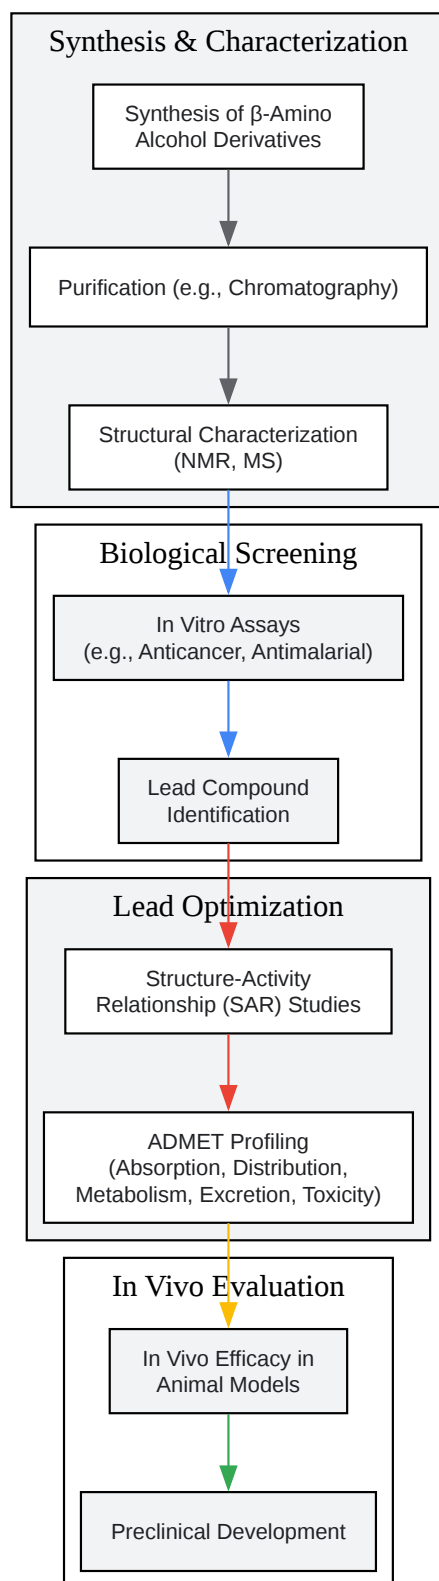 Synthesis & Characterization
Synthesis of β-Amino
Alcohol Derivatives
Purification (e.g., Chromatography)
Structural Characterization
(NMR, MS)
Biological Screening
In Vitro Assays
(e.g., Anticancer, Antimalarial)
Lead Compound
Identification
Lead Optimization
Structure-Activity
Relationship (SAR) Studies
ADMET Profiling
(Absorption, Distribution,
Metabolism, Excretion, Toxicity)
In Vivo Evaluation
In Vivo Efficacy in
Animal Models
Preclinical Development